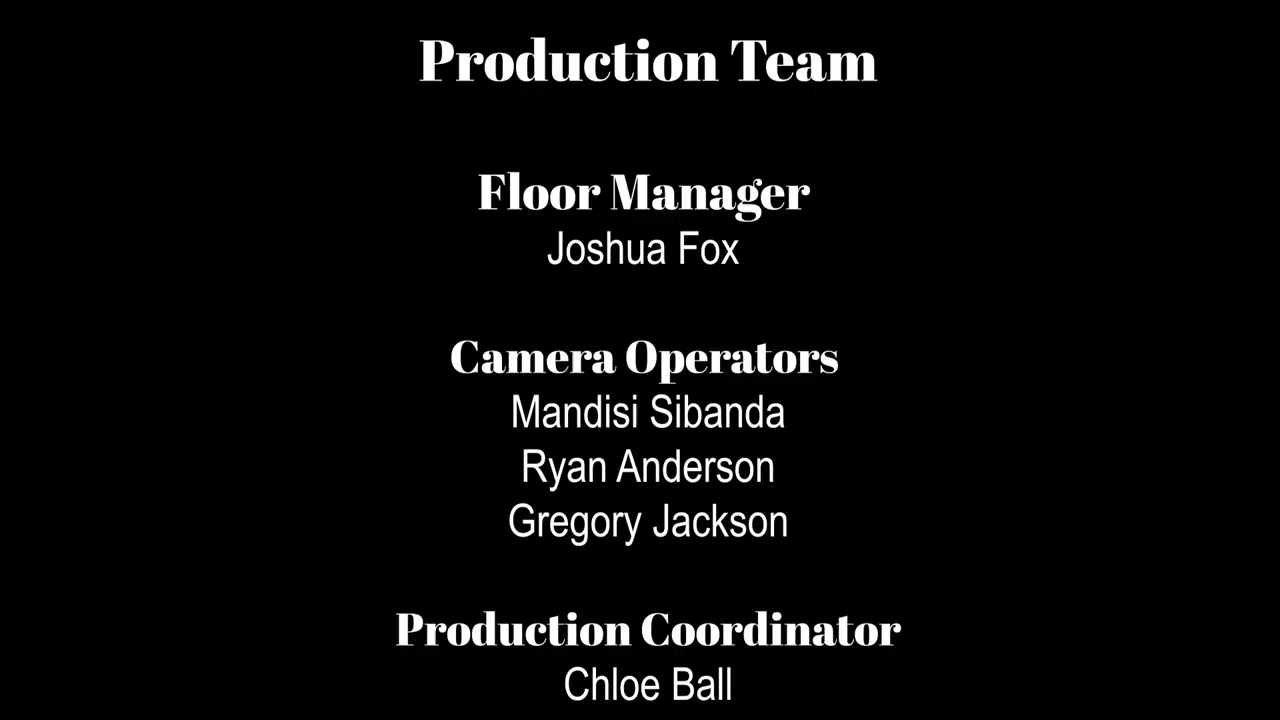 Production Team
Floor Manager
Joshua Fox
Camera Operators
Mandisi Sibanda
Ryan Anderson
Gregory Jackson
Production Coordinator
Chloe Ball